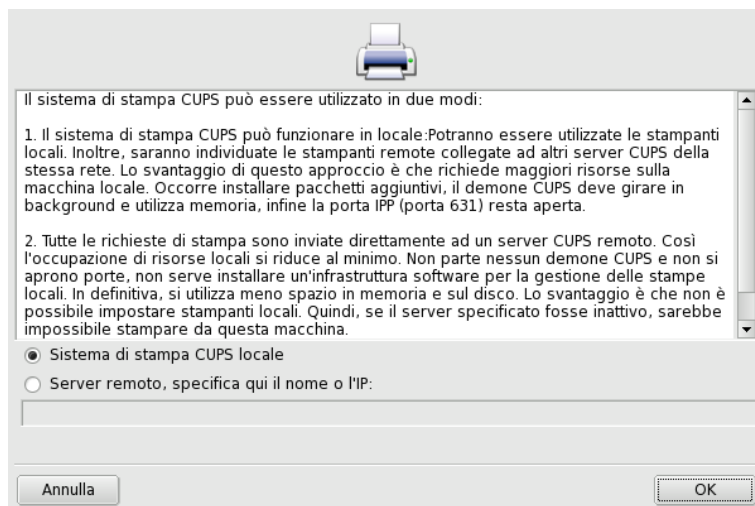 Il sistema di stampa CUPS può essere utilizzato in due modi:
1. Il sistema di stampa CUPS può funzionare in locale:Potranno essere utilizzate le stampanti
locali. Inoltre, saranno individuate le stampanti remote collegate ad altri server CUPS della
stessa rete. Lo svantaggio di questo approccio è che richiede maggiori risorse sulla
macchina locale. Occorre installare pacchetti aggiuntivi, il demone CUPS deve girare in
background e utilizza memoria, infine la porta IPP (porta 631) resta aperta.
2. Tutte le richieste di stampa sono inviate direttamente ad un server CUPS remoto. Così
l'occupazione di risorse locali si riduce al minimo. Non parte nessun demone CUPS e non si
aprono porte, non serve installare un'infrastruttura software per la gestione delle stampe
locali. In definitiva, si utilizza meno spazio in memoria e sul disco. Lo svantaggio è che non è
possibile impostare stampanti locali. Quindi, se il server specificato fosse inattivo, sarebbe
impossibile stampare da questa macchina.
Sistema di stampa CUPS locale
Server remoto, specifica qui il nome o l'IP:
Annulla
OK